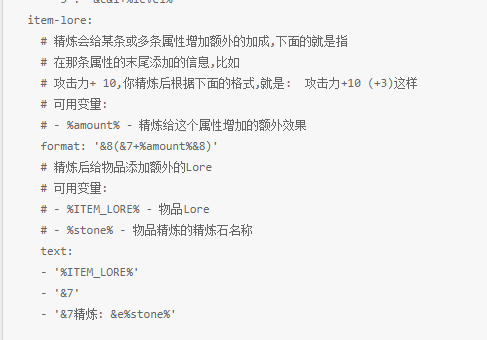 item-lore:
# 精炼会给某条或多条属性增加额外的加成,下面的就是指
# 在那条属性的末尾添加的信息,比如
# 攻击力+ 10,你精炼后根据下面的格式,就是: 攻击力+10 (+3)这样
# 可用变量:
# - %amount% - 精炼给这个属性增加的额外效果
format: '&8(&7+%amount%&8)'
# 精炼后给物品添加额外的Lore
# 可用变量:
# - %ITEM_LORE% - 物品Lore
# - %stone% - 物品精炼的精炼石名称
text:
- '%ITEM_LORE%'
- '&7'
- '&7精炼: &e%stone%'